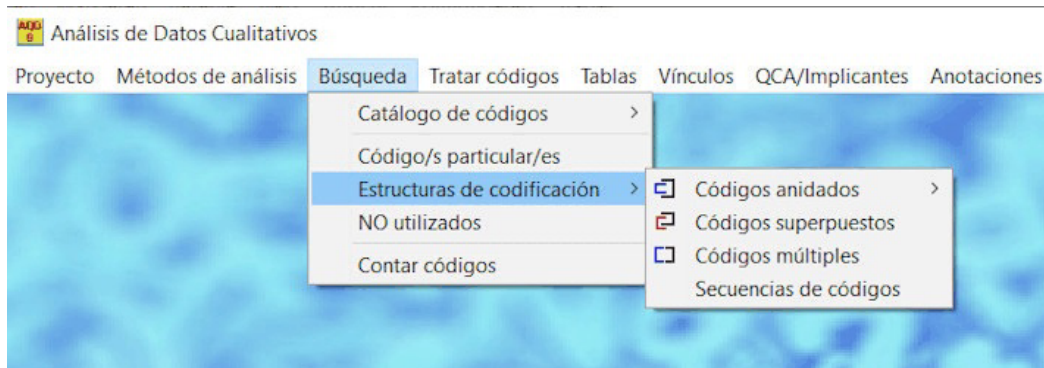 AQD
8
Análisis de Datos Cualitativos
Proyecto Métodos de análisis Búsqueda Tratar códigos Tablas Vínculos QCA/Implicantes Anotaciones
Catálogo de códigos >
Código/s particular/es
Estructuras de codificación >
NO utilizados
Contar códigos
Códigos anidados >
Códigos superpuestos
Códigos múltiples
Secuencias de códigos